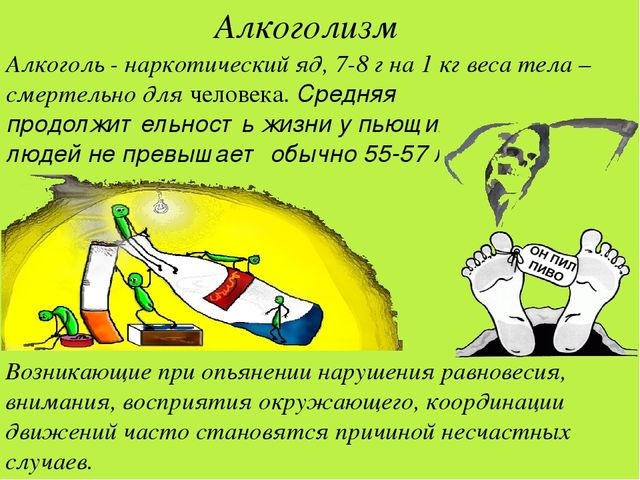 Алкоголизм
Алкоголь - наркотический яд, 7-8 г на 1 кг веса тела –
смертельно для человека. Средняя
продолжительность жизни у пьющи
людей не превышает обычно 55-57
ОН ПИЛ
ПИВО
Возникающие при опьянении нарушения равновесия,
внимания, восприятия окружающего, координации
движений часто становятся причиной несчастных
случаев.